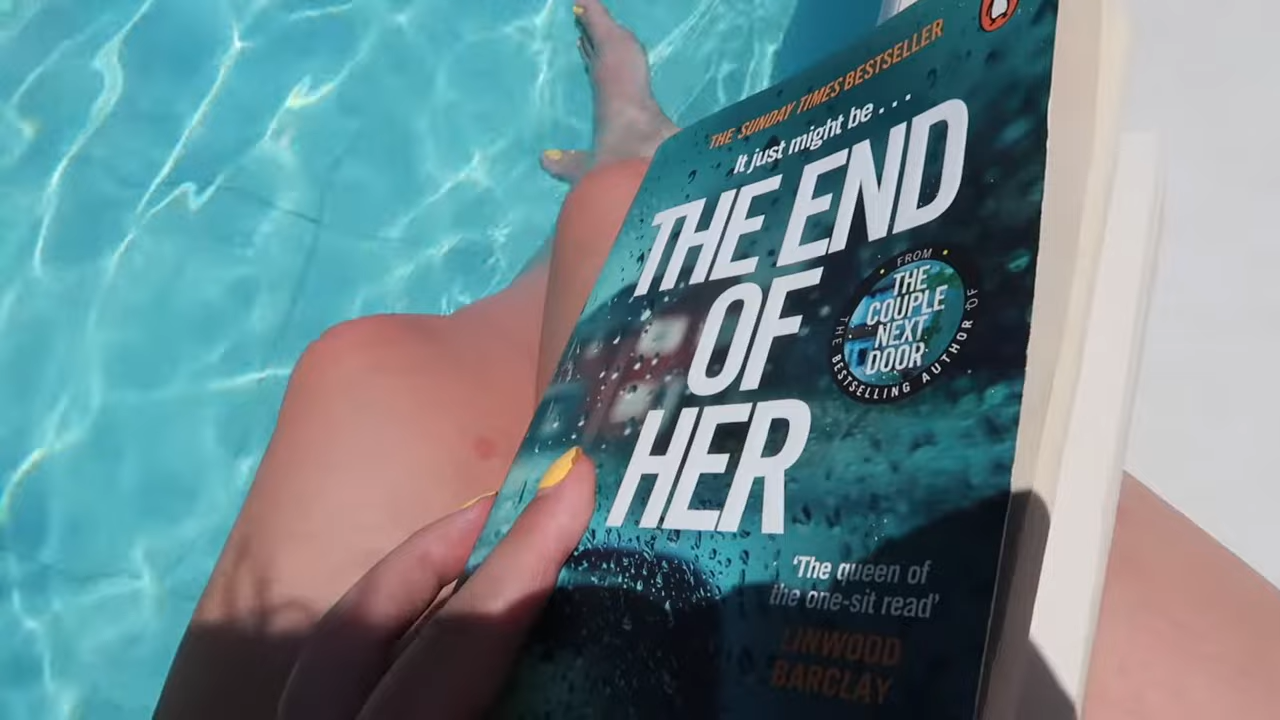 THE SUNDAY TIMES BESTSELLER
It just might be . . .
THE END
OF
HER
FROM
THE
COUPLE
NEXT
DOOR
THE BESTSELLING AUTHOR OF
'The queen of
the one-sit read'
LINWOOD
BARCLAY